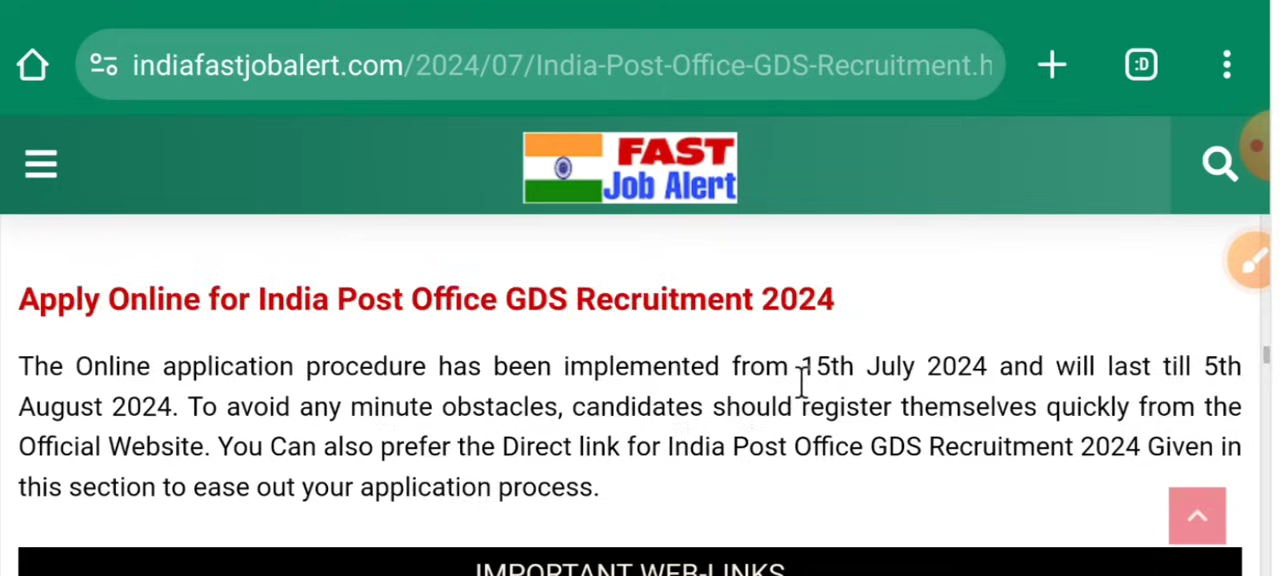 indiafastjobalert.com/2024/07/India-Post-Office-GDS-Recruitment.h
:D
FAST
Job Alert
Apply Online for India Post Office GDS Recruitment 2024
The Online application procedure has been implemented from 15th July 2024 and will last till 5th
August 2024. To avoid any minute obstacles, candidates should register themselves quickly from the
Official Website. You Can also prefer the Direct link for India Post Office GDS Recruitment 2024 Given in
this section to ease out your application process.
IMPORTANT WEB-LINKS